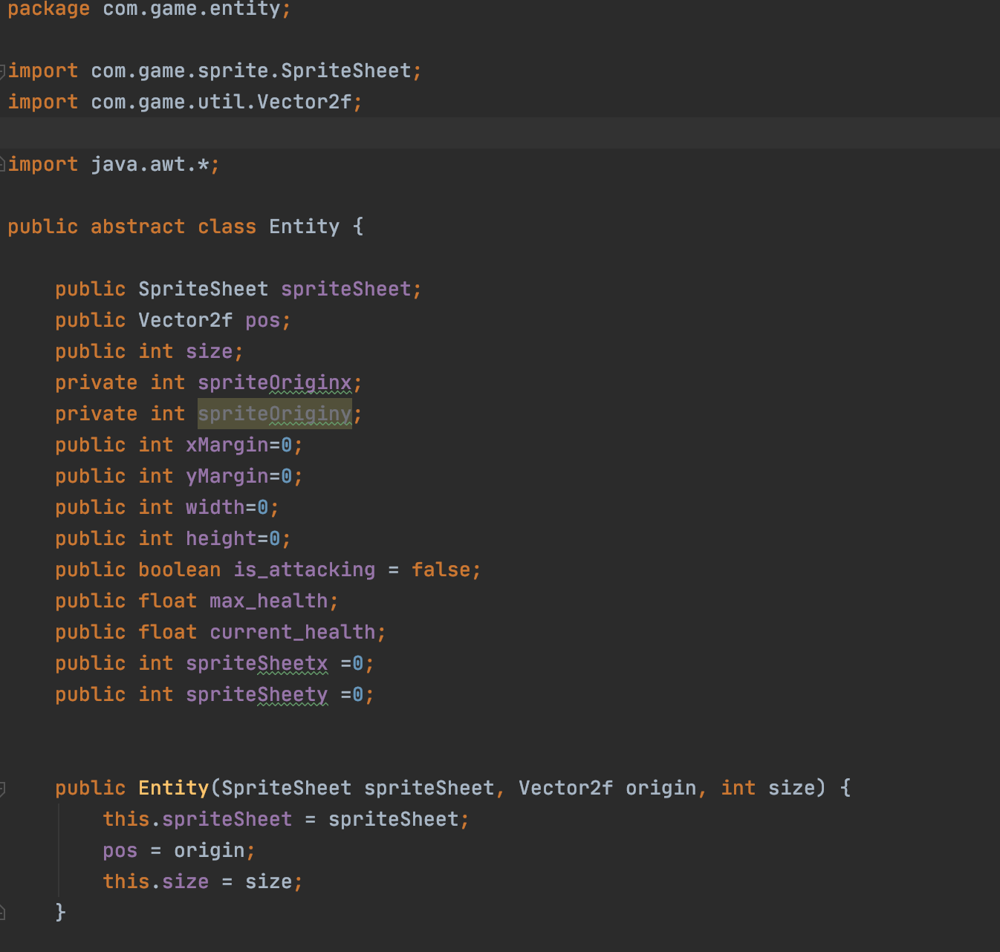 package com.game.entity;
import com.game.sprite.SpriteSheet;
import com.game.util.Vector2f;
import java.awt.*;
public abstract class Entity {
public SpriteSheet spriteSheet;
public Vector2f pos;
public int size;
private int spriteOriginx;
private int spriteOriginy;
public int xMargin=0;
public int yMargin=0;
public int width=0;
public int height=0;
public boolean is_attacking = false;
public float max_health;
public float current_health;
public int spriteSheetx =0;
public int spriteSheety =0;
public Entity(SpriteSheet spriteSheet, Vector2f origin, int size) {
this.spriteSheet = spriteSheet;
pos = origin;
this.size = size;
}